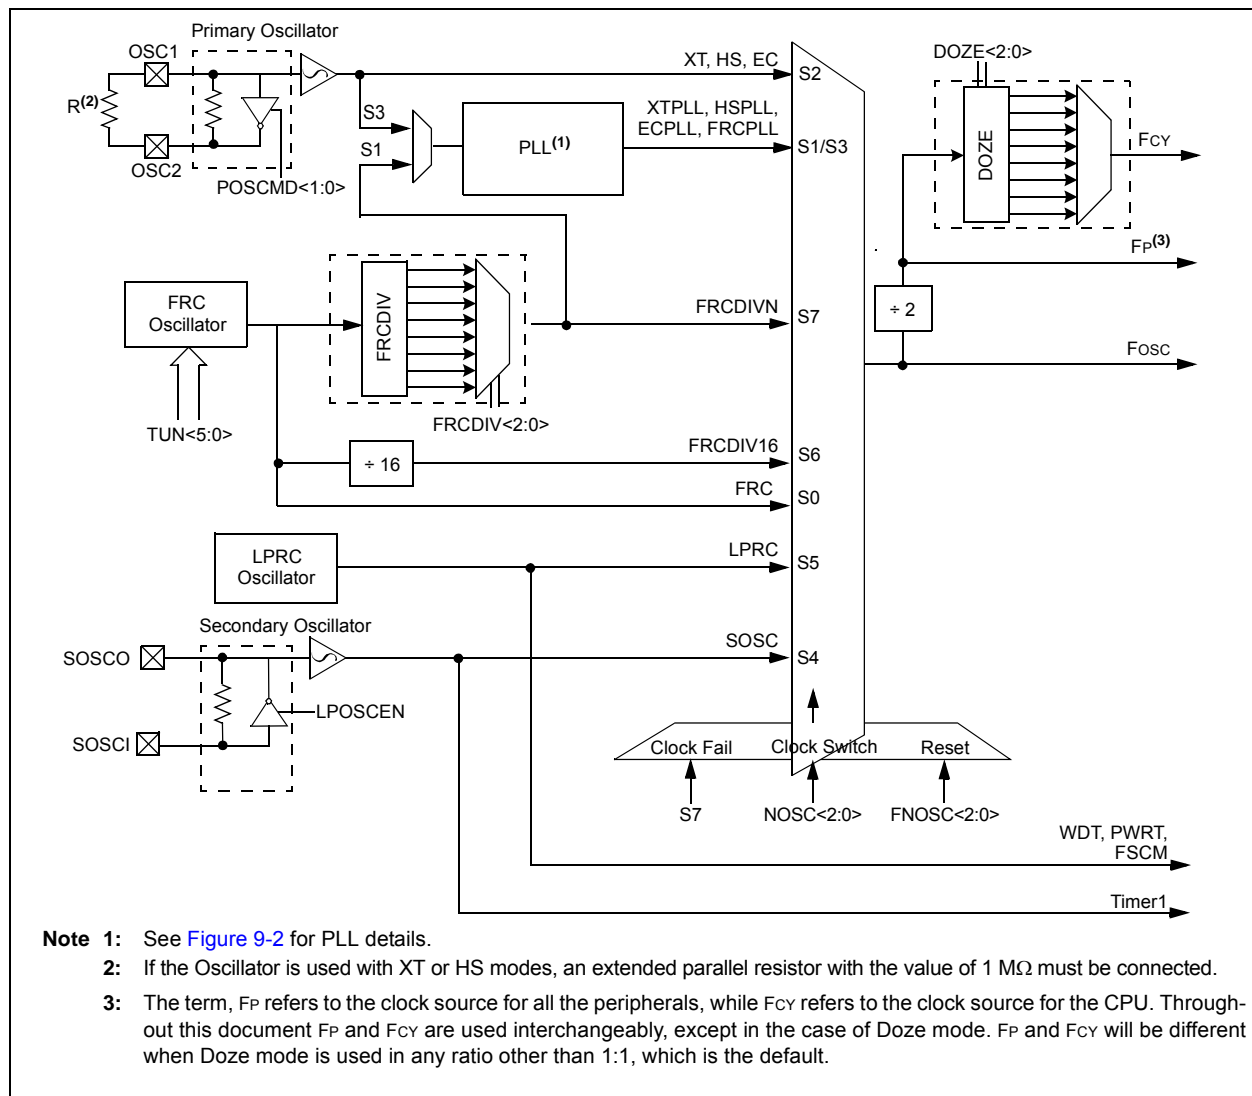 Primary Oscillator
OSC1
R(2)
OSC2
POSCMD<1:0>
S3
S1
PLL(1)
XT, HS, EC
XTPLL, HSPLL,
ECPLL, FRCPLL
S2
S1/S3
DOZE<2:0>
DOZE
FCY
FP(3)
÷ 2
FOSC
FRC
Oscillator
TUN<5:0>
FRCDIV
FRCDIV<2:0>
FRCDIVN
S7
÷ 16
FRCDIV16
S6
FRC
S0
LPRC
Oscillator
LPRC
S5
Secondary Oscillator
SOSCO
SOSCI
LPOSCEN
SOSC
S4
Clock Fail
Clock Switch
Reset
S7
NOSC<2:0>
FNOSC<2:0>
WDT, PWRT,
FSCM
Timer1
Note 1: See Figure 9-2 for PLL details.
2: If the Oscillator is used with XT or HS modes, an extended parallel resistor with the value of 1 MΩ must be connected.
3: The term, FP refers to the clock source for all the peripherals, while FCY refers to the clock source for the CPU. Through-
out this document FP and FCY are used interchangeably, except in the case of Doze mode. FP and FCY will be different
when Doze mode is used in any ratio other than 1:1, which is the default.